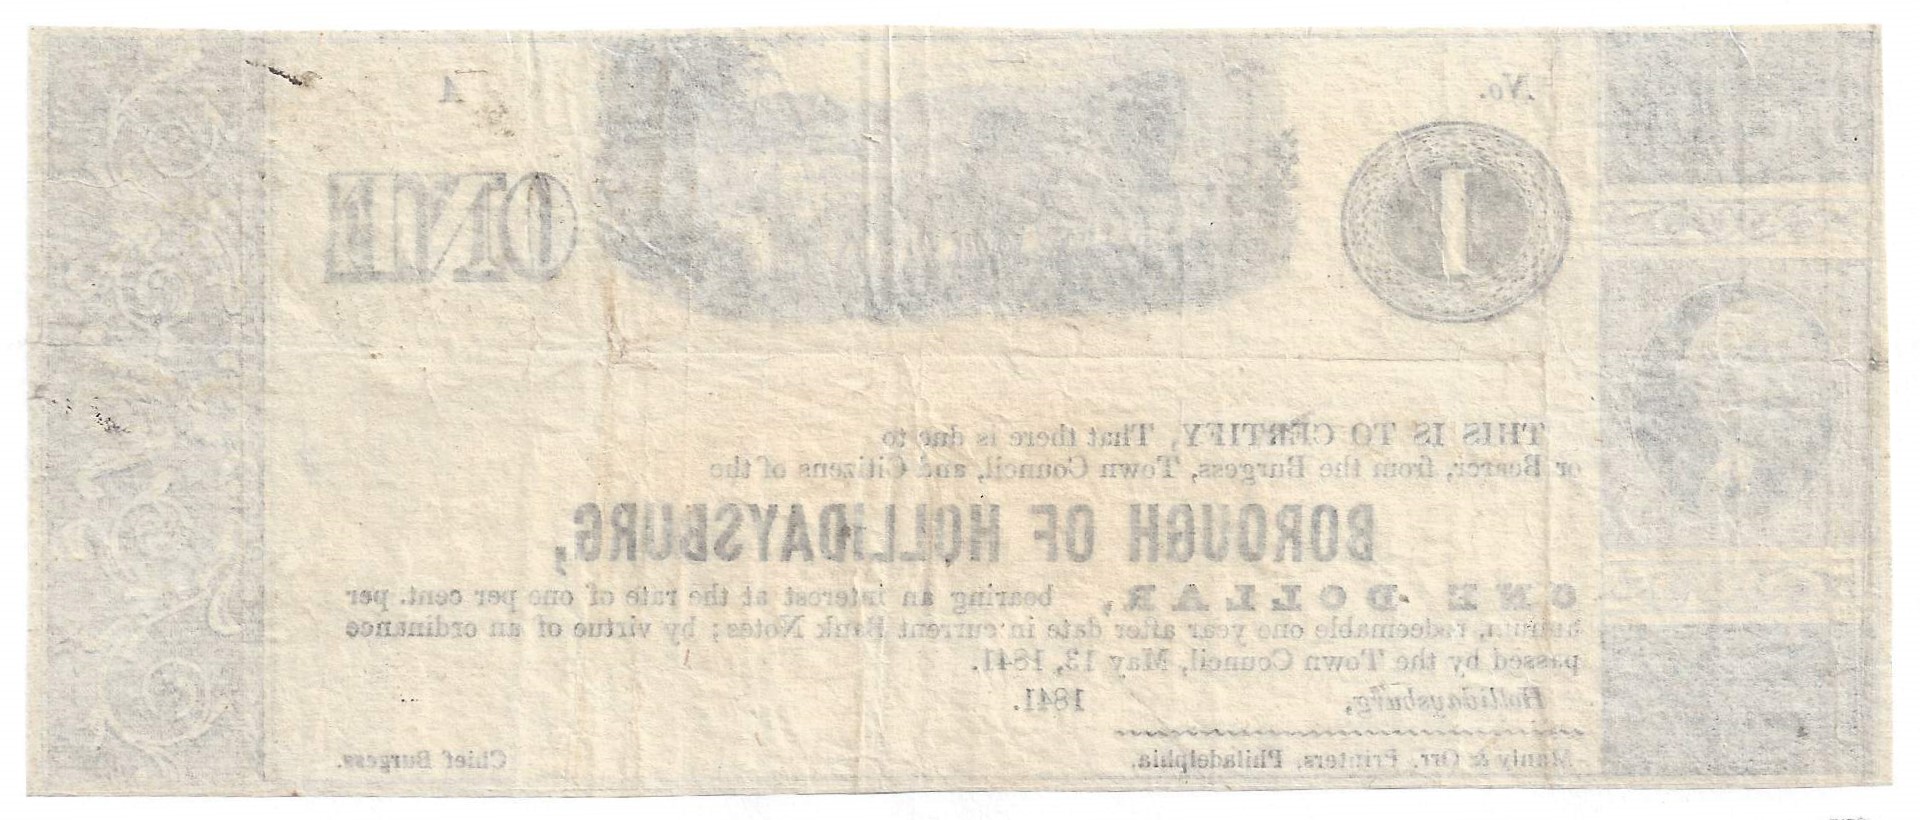 No.
A
1
ONE
THIS IS TO CERTIFY, That there is due to
or Bearer, from the Burgess, Town Council, and Citizens of the
BOROUGH OF HOLLIDAYSBURG,
ONE DOLLAR, bearing an interest at the rate of one per cent. per
annum, redeemable one year after date in current Bank Notes; by virtue of an ordinance
passed by the Town Council, May 13, 1841.
Hollidaysburg, 1841.
Manly & Orr, Printers, Philadelphia.
Chief Burgess.